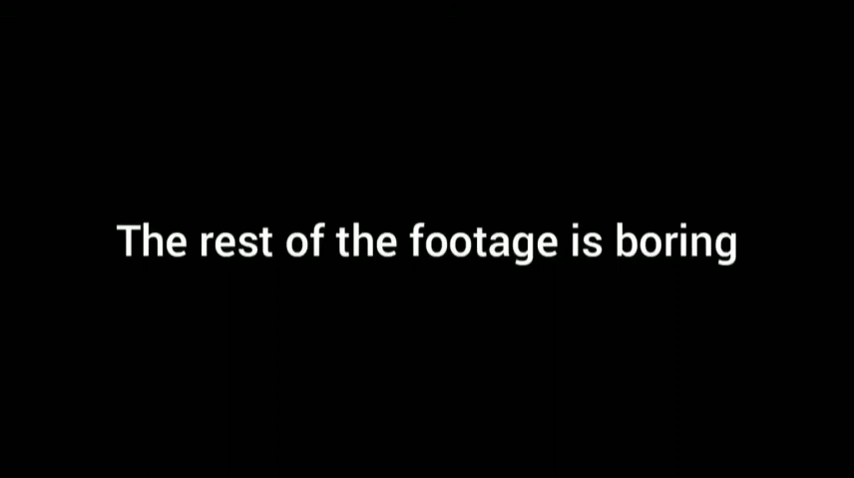 The rest of the footage is boring